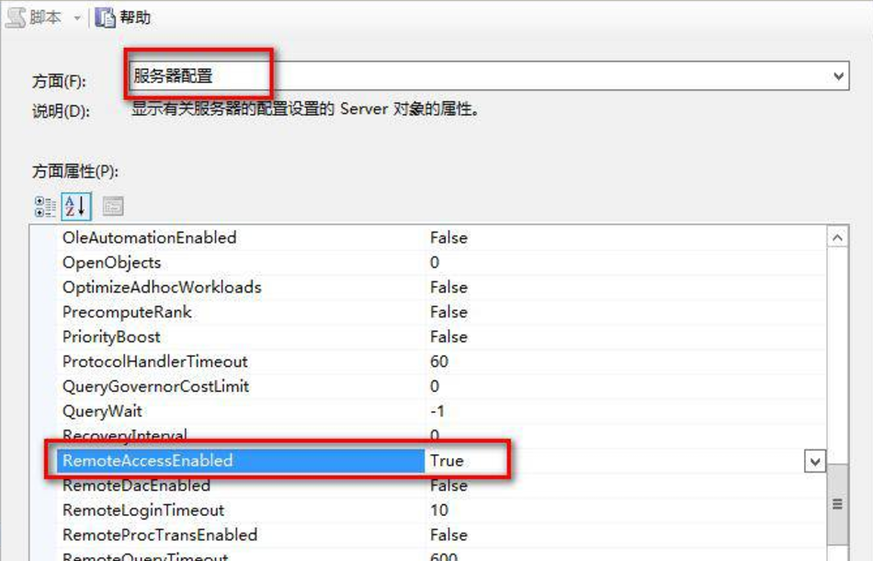 脚本 帮助
方面(F): 服务器配置
说明(D): 显示有关服务器的配置设置的 Server 对象的属性。
方面属性(P):
OleAutomationEnabled False
OpenObjects 0
OptimizeAdhocWorkloads False
PrecomputeRank False
PriorityBoost False
ProtocolHandlerTimeout 60
QueryGovernorCostLimit 0
QueryWait -1
RecoveryInterval 0
RemoteAccessEnabled True
RemoteDacEnabled False
RemoteLoginTimeout 10
RemoteProcTransEnabled False
RemoteQueryTimeout 600